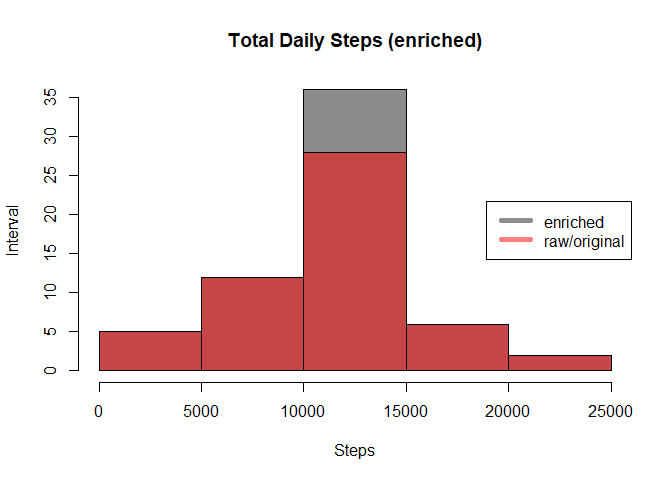 Total Daily Steps (enriched)
35
30
25
20
15
10
5
0
Interval
enriched
raw/original
0 5000 10000 15000 20000 25000
Steps